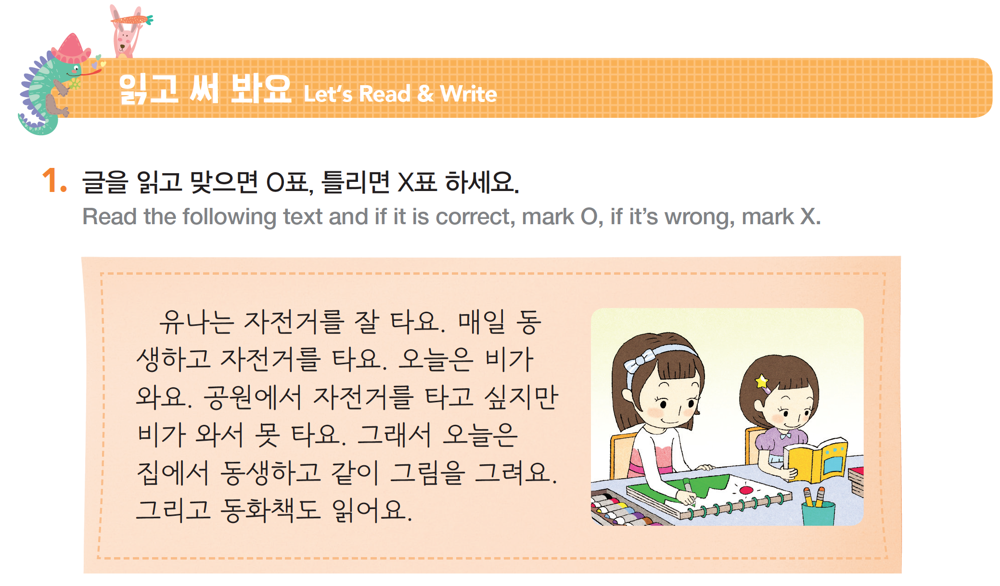 읽고 써 봐요 Let's Read & Write
1. 글을 읽고 맞으면 O표, 틀리면 X표 하세요.
Read the following text and if it is correct, mark O, if it's wrong, mark X.
유나는 자전거를 잘 타요. 매일 동
생하고 자전거를 타요. 오늘은 비가
와요. 공원에서 자전거를 타고 싶지만
비가 와서 못 타요. 그래서 오늘은
집에서 동생하고 같이 그림을 그려요.
그리고 동화책도 읽어요.